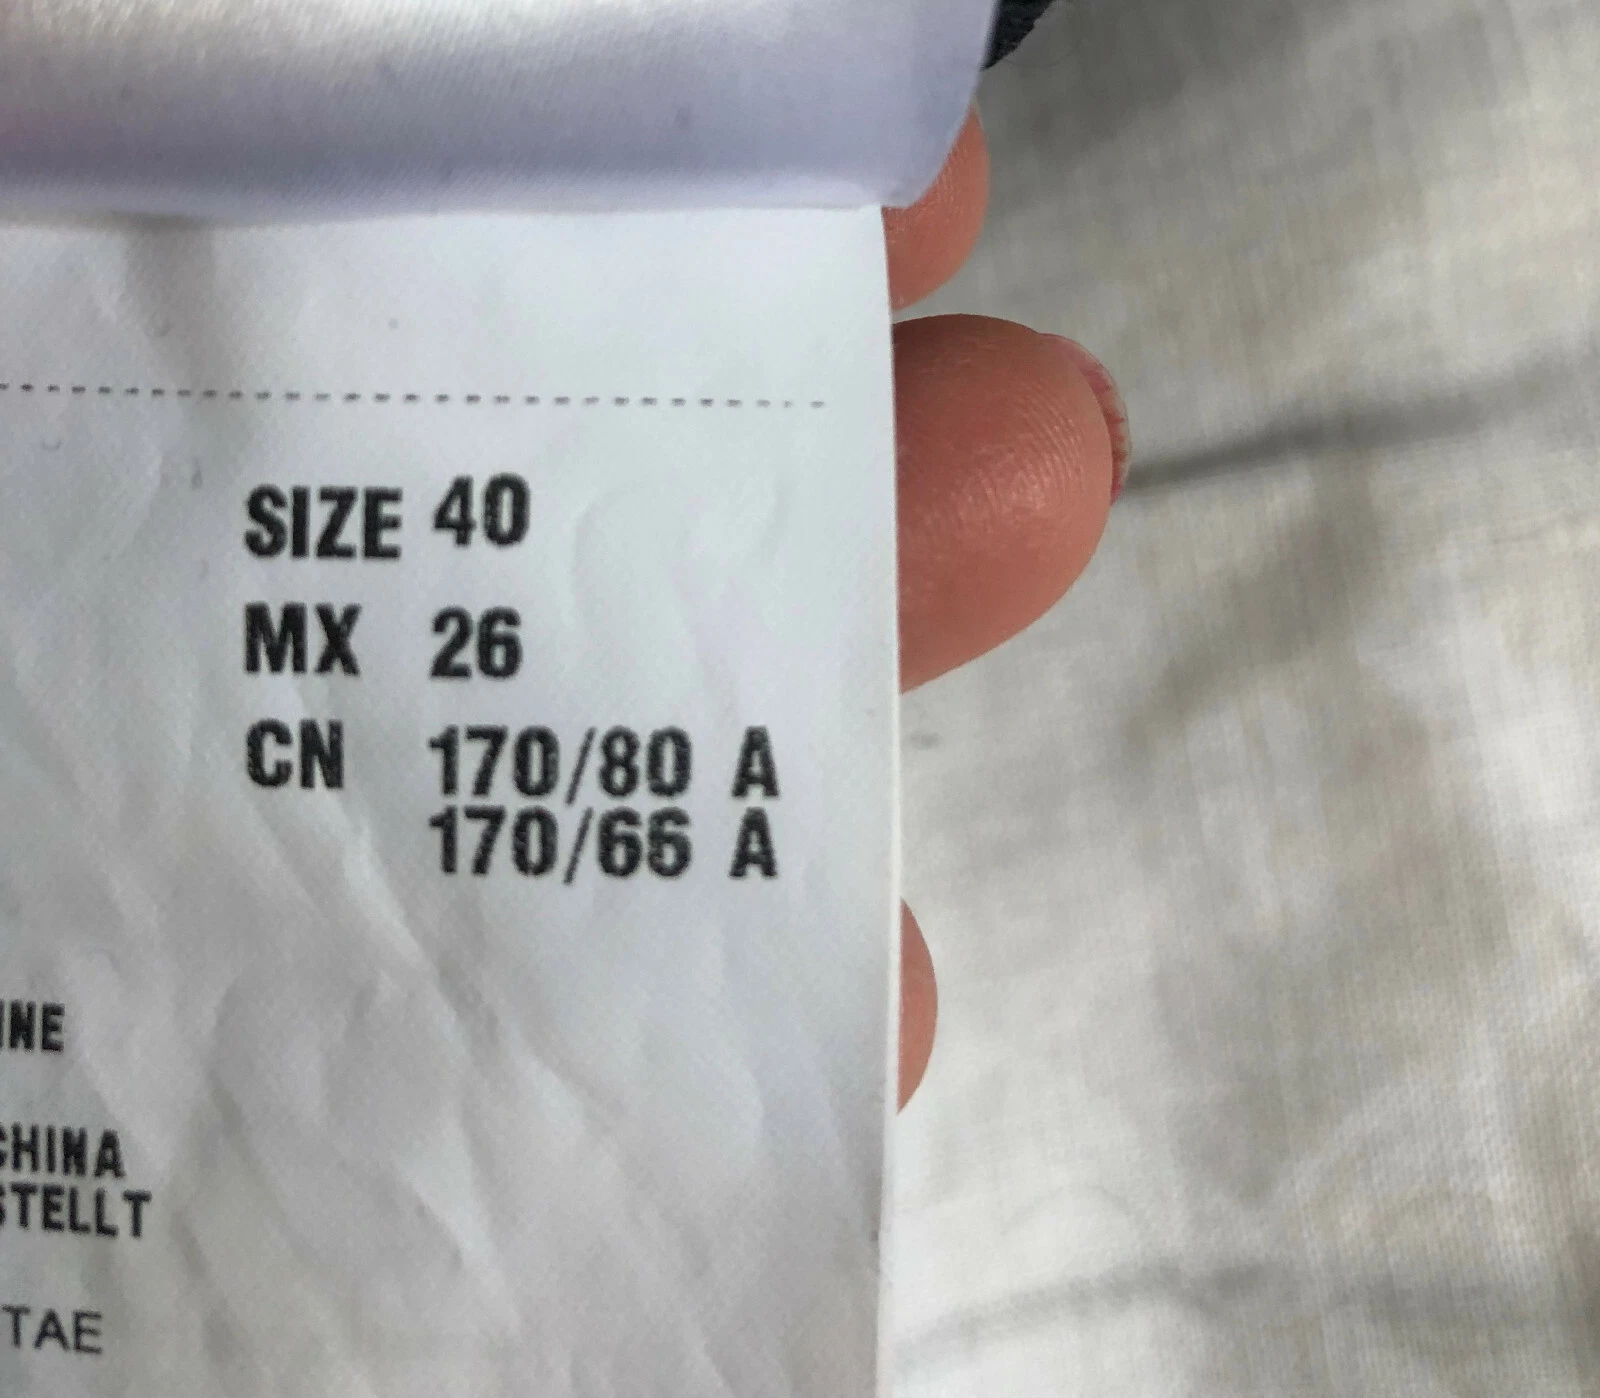 SIZE 40
MX 26
CN 170/80 A
170/66 A
INE
CHINA
STELLT
TAE